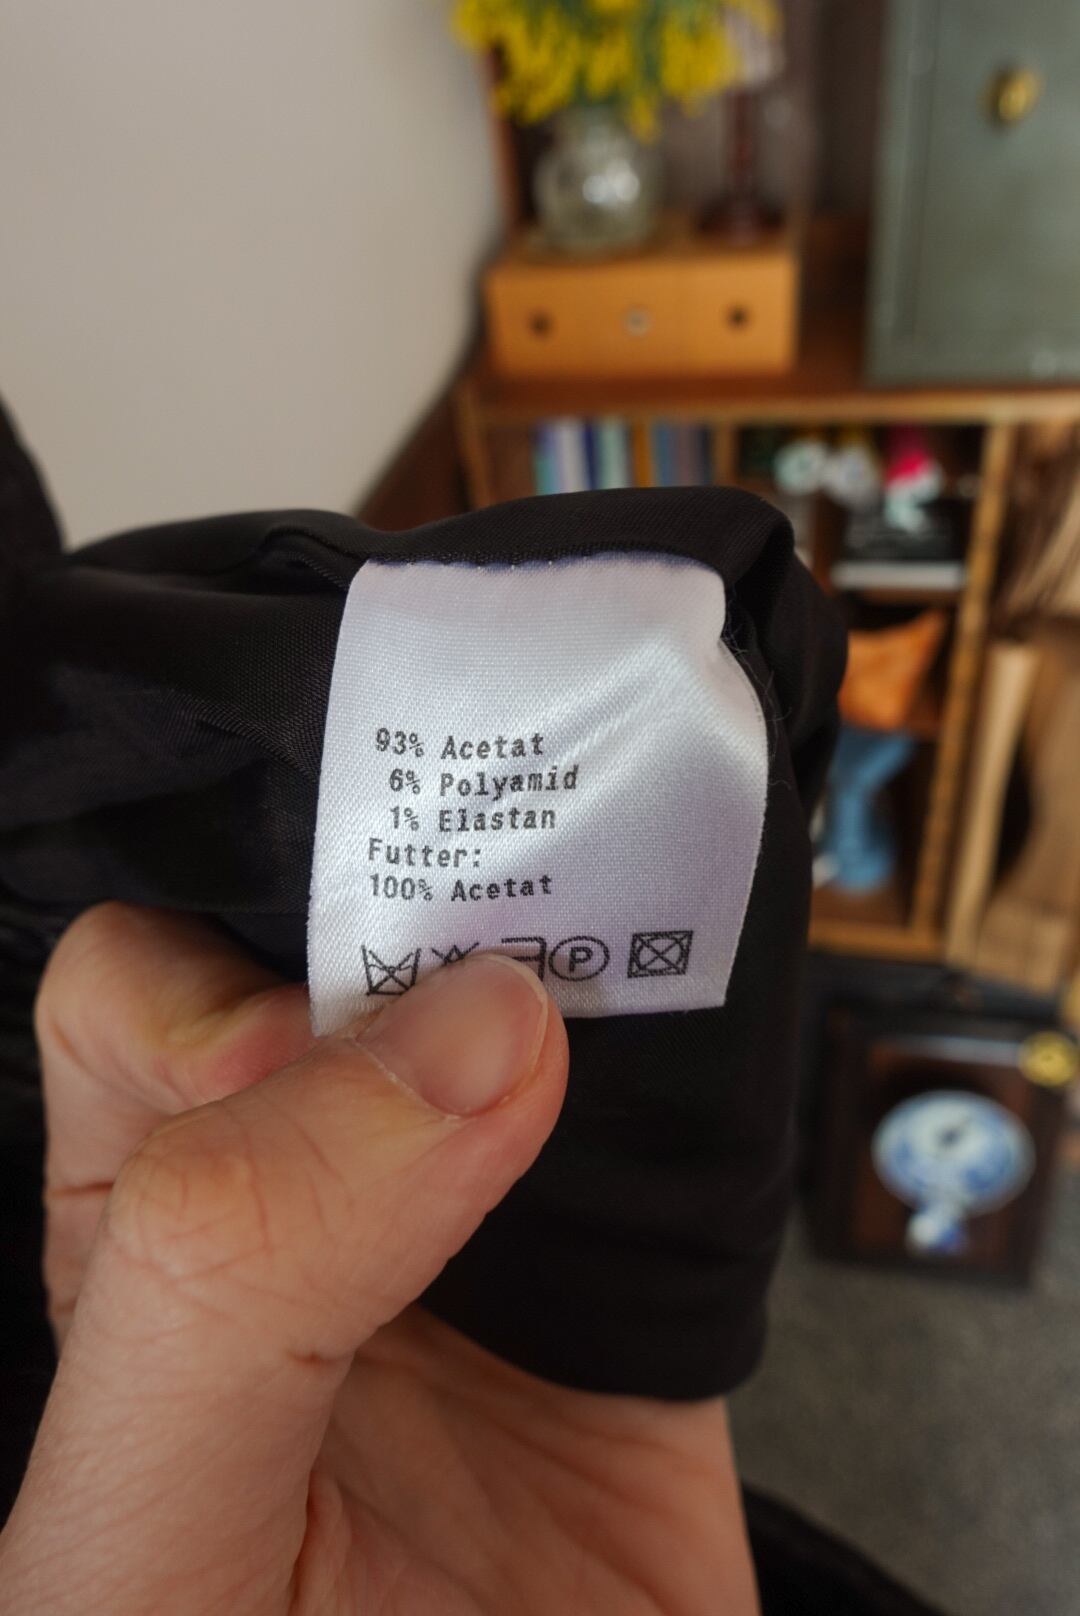 93% Acetat
6% Polyamid
1% Elastan
Futter:
100% Acetat
P